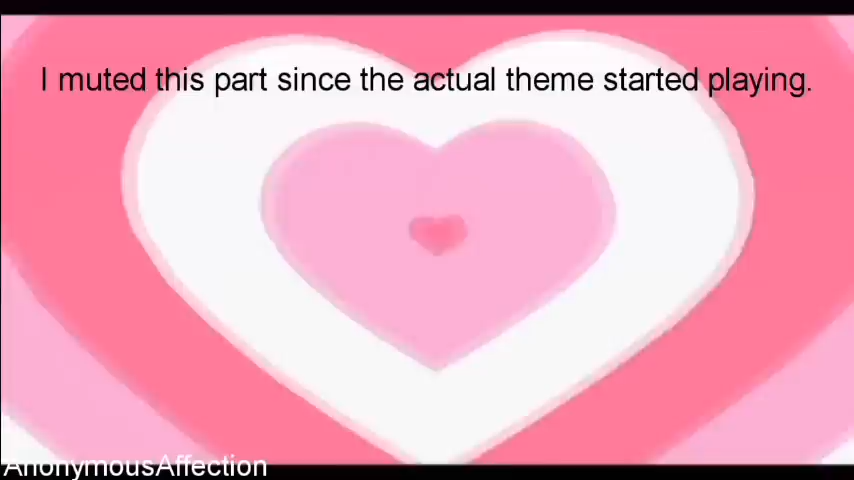 I muted this part since the actual theme started playing.
AnonymousAffection